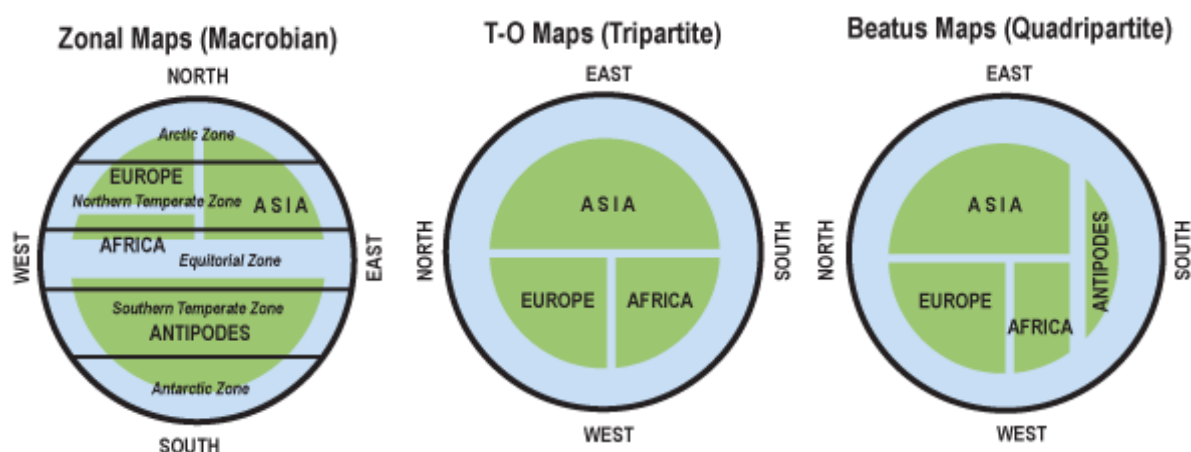 Zonal Maps (Macrobian)
NORTH
WEST
Arctic Zone
EUROPE
Northern Temperate Zone
ASIA
AFRICA
Equitorial Zone
Southern Temperate Zone
ANTIPODES
Antarctic Zone
EAST
SOUTH
T-O Maps (Tripartite)
EAST
NORTH
ASIA
EUROPE
AFRICA
SOUTH
WEST
Beatus Maps (Quadripartite)
EAST
NORTH
ASIA
EUROPE
AFRICA
ANTIPODES
SOUTH
WEST